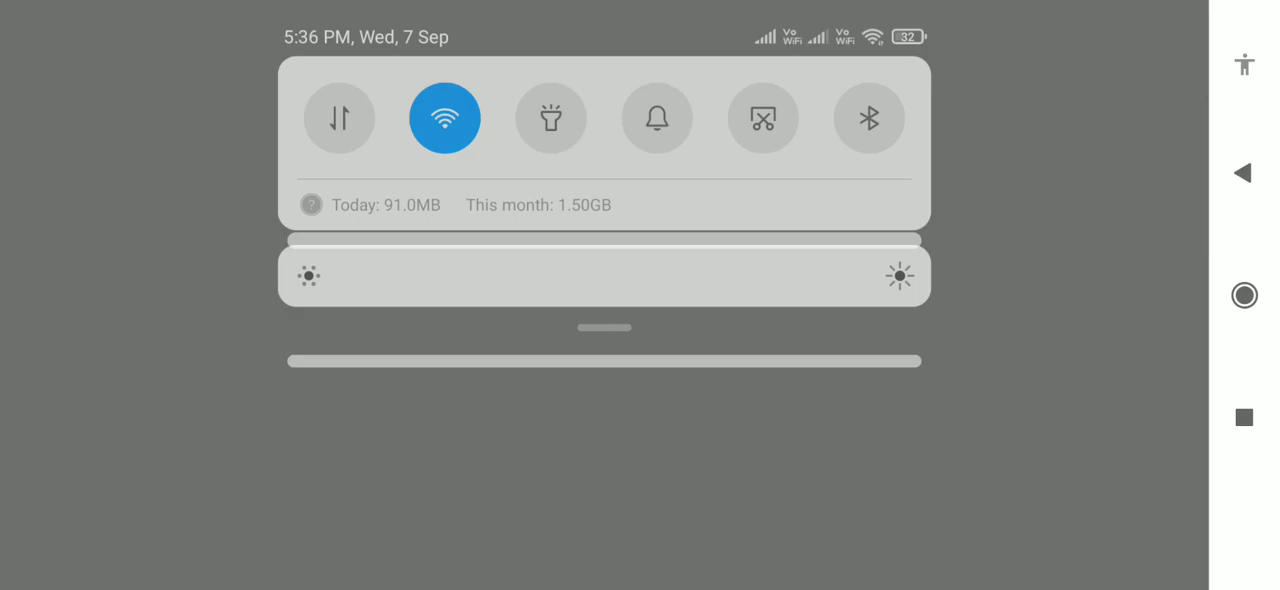 5:36 PM, Wed, 7 Sep Vo WiFi Vo WiFi 32
? Today: 91.0MB This month: 1.50GB